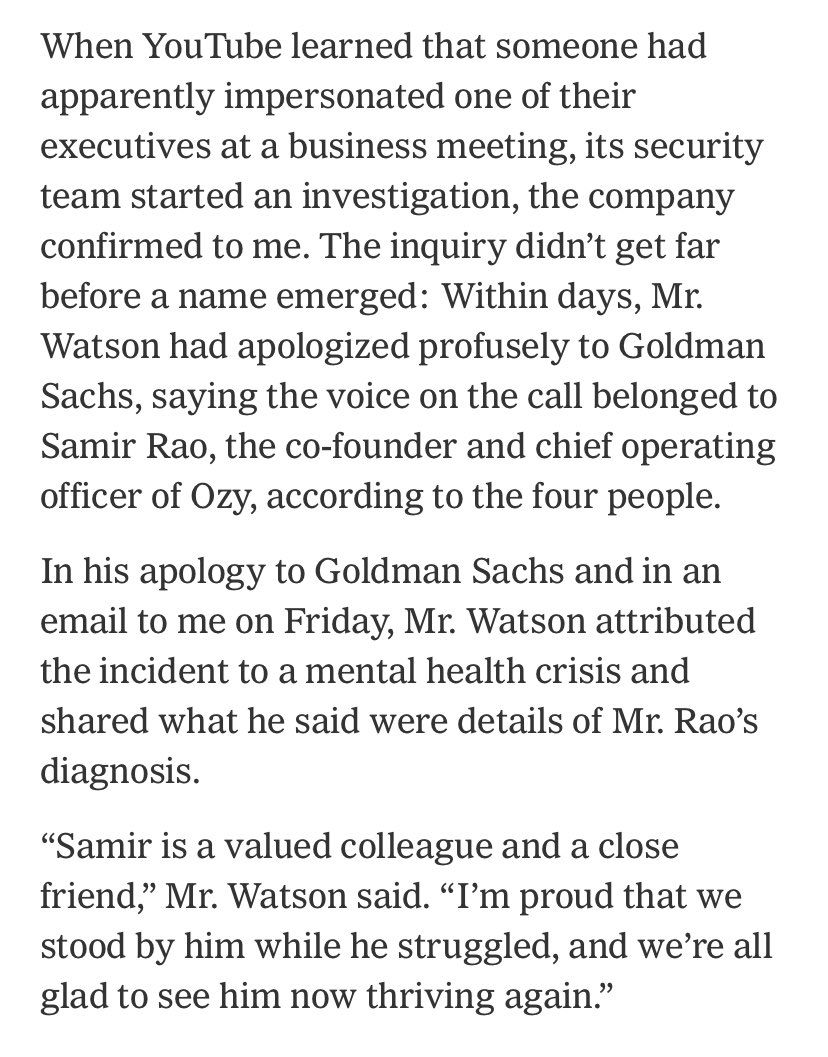 When YouTube learned that someone had
apparently impersonated one of their
executives at a business meeting, its security
team started an investigation, the company
confirmed to me. The inquiry didn’t get far
before a name emerged: Within days, Mr.
Watson had apologized profusely to Goldman
Sachs, saying the voice on the call belonged to
Samir Rao, the co-founder and chief operating
officer of Ozy, according to the four people.
In his apology to Goldman Sachs and in an
email to me on Friday, Mr. Watson attributed
the incident to a mental health crisis and
shared what he said were details of Mr. Rao’s
diagnosis.
“Samir is a valued colleague and a close
friend,” Mr. Watson said. “I’m proud that we
stood by him while he struggled, and we’re all
glad to see him now thriving again.”